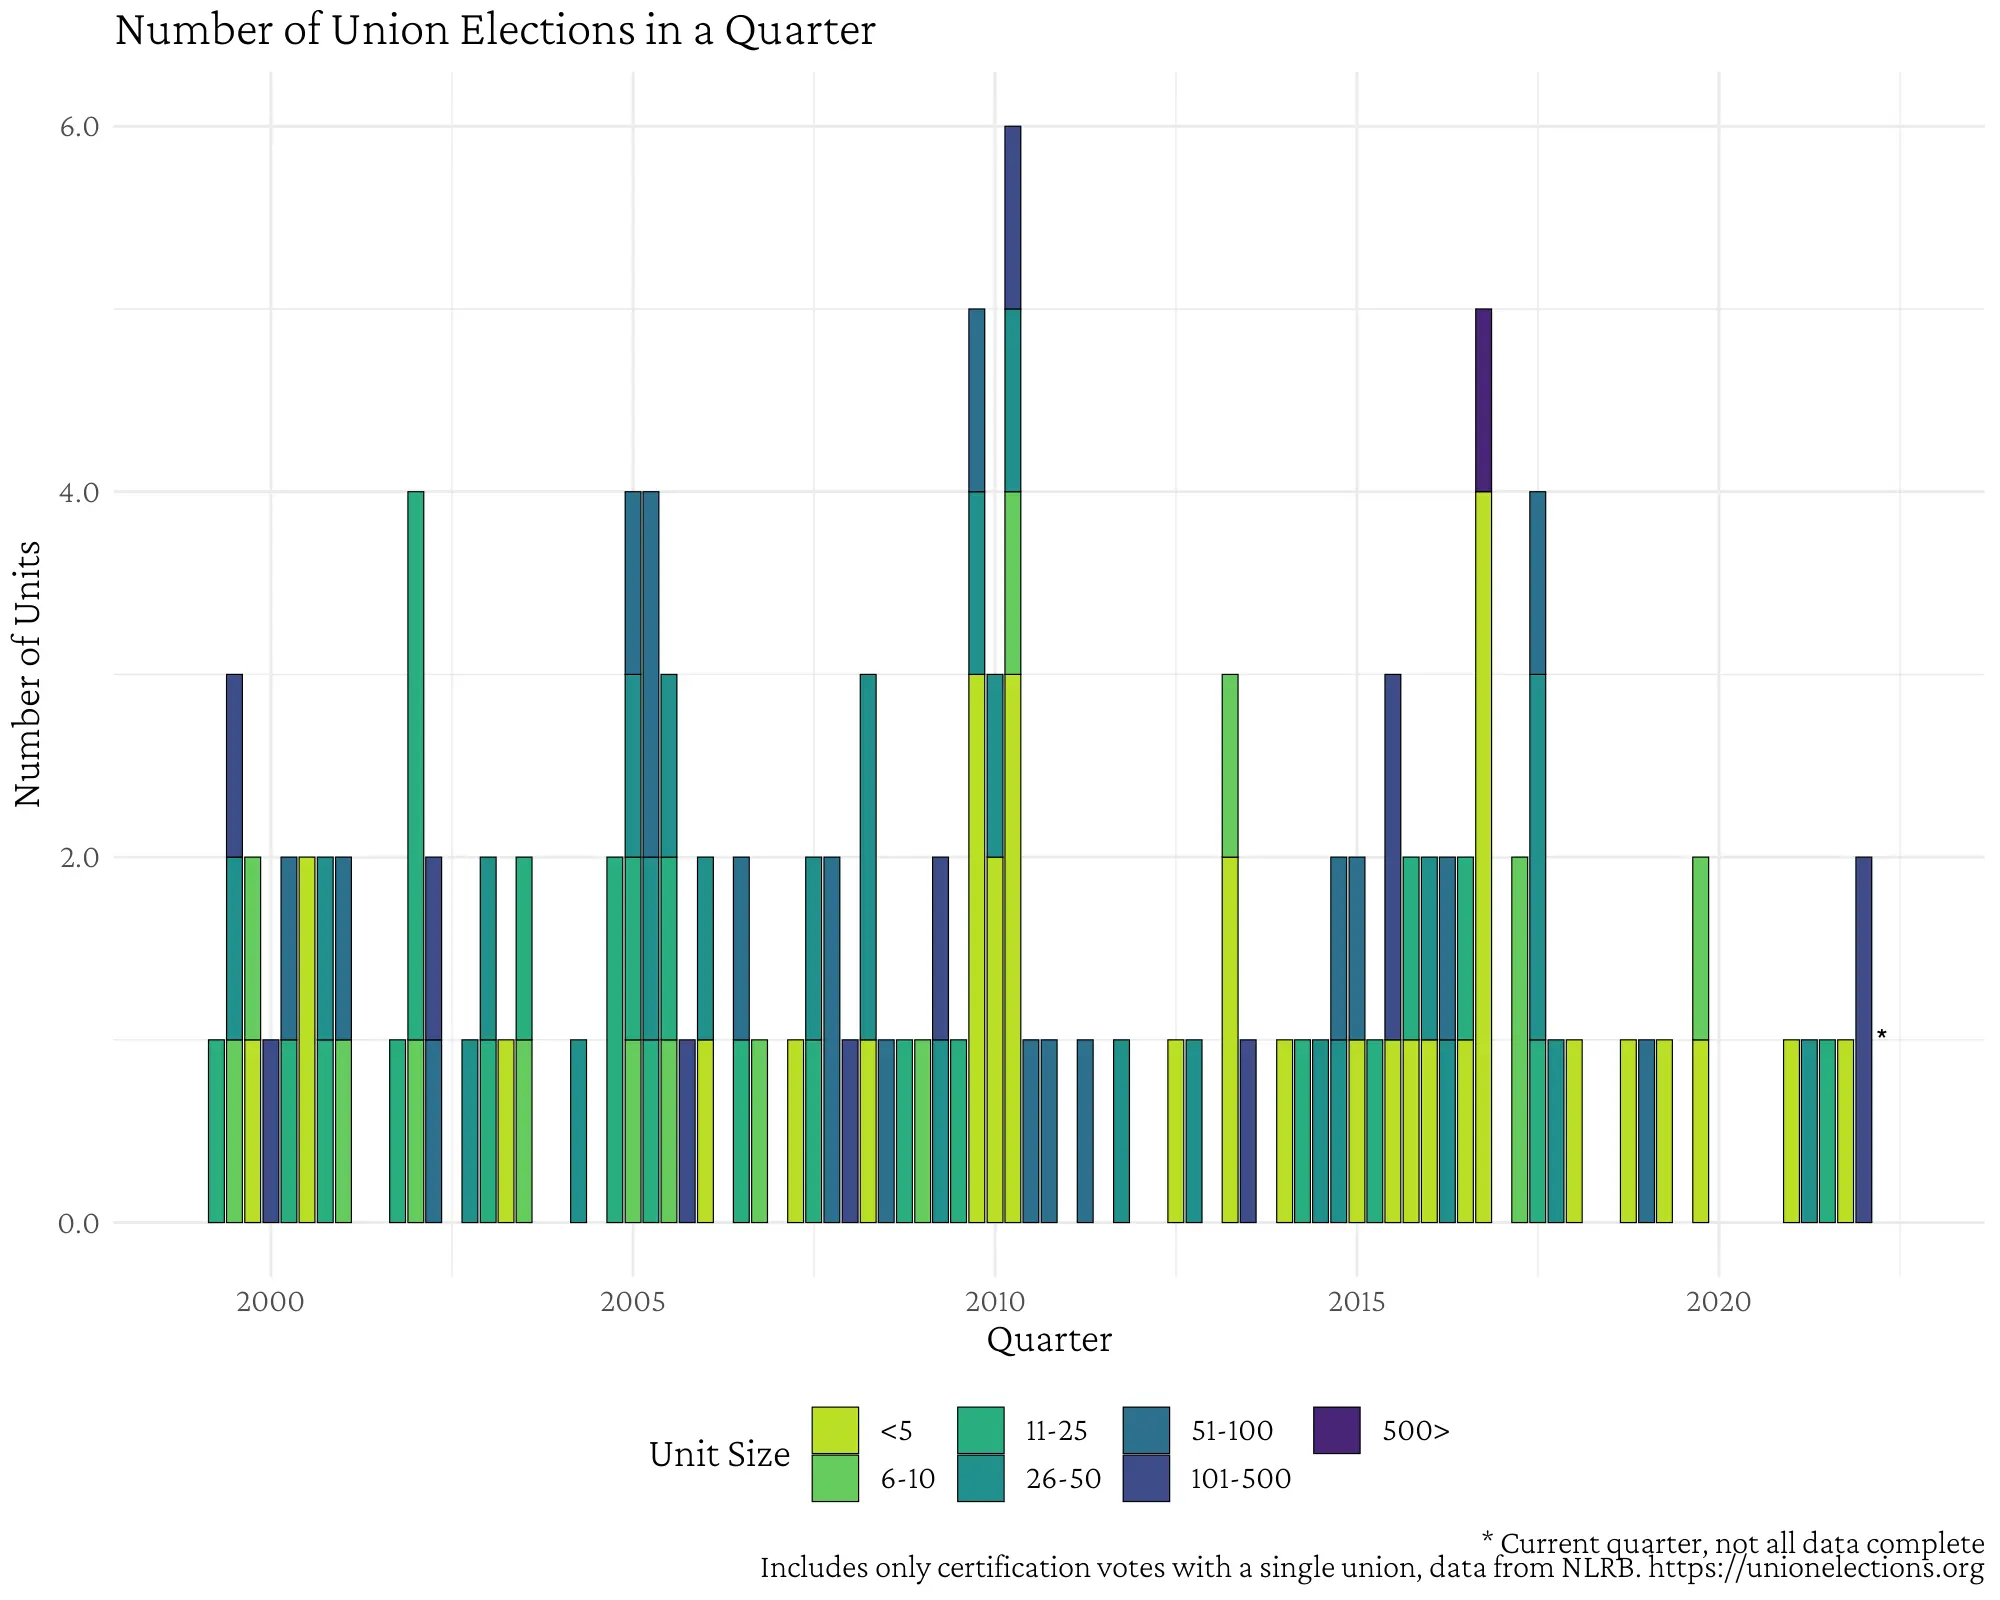 Number of Union Elections in a Quarter
6.0
4.0
2.0
0.0
Number of Units
*
2000 2005 2010 2015 2020
Quarter
Unit Size
<5 11-25 51-100 500>
6-10 26-50 101-500
* Current quarter, not all data complete
Includes only certification votes with a single union, data from NLRB. https://unionelections.org